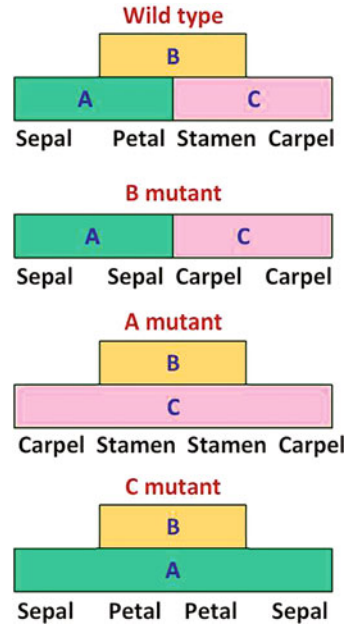 Wild type
B
A C
Sepal Petal Stamen Carpel
B mutant
A C
Sepal Sepal Carpel Carpel
A mutant
B
C
Carpel Stamen Stamen Carpel
C mutant
B
A
Sepal Petal Petal Sepal